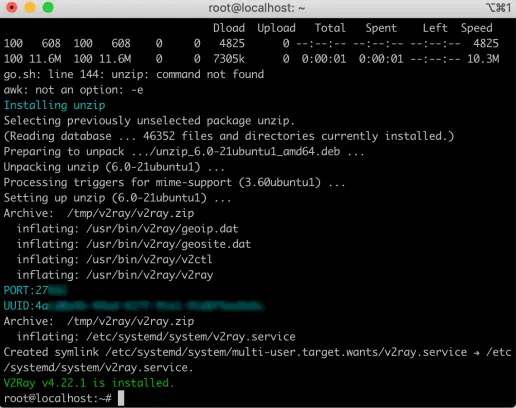 root@localhost: ~
⌥⌘1
Dload  Upload   Total   Spent    Left  Speed
100   608  100   608    0     0   4825      0 --:--:-- --:--:-- --:--:--  4825
100 11.6M  100 11.6M    0     0  7305k      0  0:00:01  0:00:01 --:--:-- 10.3M
go.sh: line 144: unzip: command not found
awk: not an option: -e
Installing unzip
Selecting previously unselected package unzip.
(Reading database ... 46352 files and directories currently installed.)
Preparing to unpack .../unzip_6.0-21ubuntu1_amd64.deb ...
Unpacking unzip (6.0-21ubuntu1) ...
Processing triggers for mime-support (3.60ubuntu1) ...
Setting up unzip (6.0-21ubuntu1) ...
Archive:  /tmp/v2ray/v2ray.zip
  inflating: /usr/bin/v2ray/geoip.dat
  inflating: /usr/bin/v2ray/geosite.dat
  inflating: /usr/bin/v2ray/v2ctl
  inflating: /usr/bin/v2ray/v2ray
PORT:27
UUID:4a
Archive:  /tmp/v2ray/v2ray.zip
  inflating: /etc/systemd/system/v2ray.service
Created symlink /etc/systemd/system/multi-user.target.wants/v2ray.service → /etc
/systemd/system/v2ray.service.
V2Ray v4.22.1 is installed.
root@localhost:~#